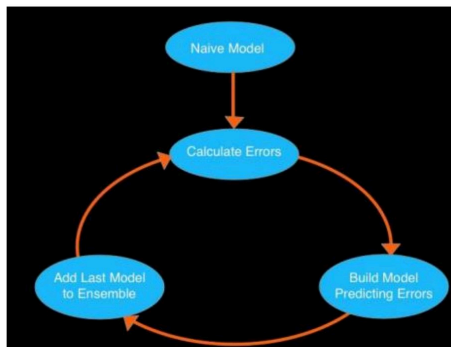 Naive Model
Calculate Errors
Add Last Model
to Ensemble
Build Model
Predicting Errors